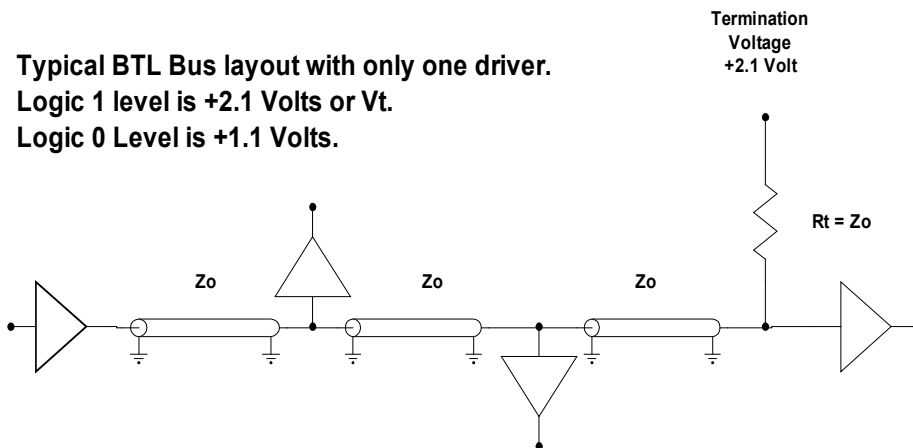 Termination
Voltage
+2.1 Volt
Typical BTL Bus layout with only one driver.
Logic 1 level is +2.1 Volts or Vt.
Logic 0 Level is +1.1 Volts.
Rt = Zo
Zo
Zo
Zo